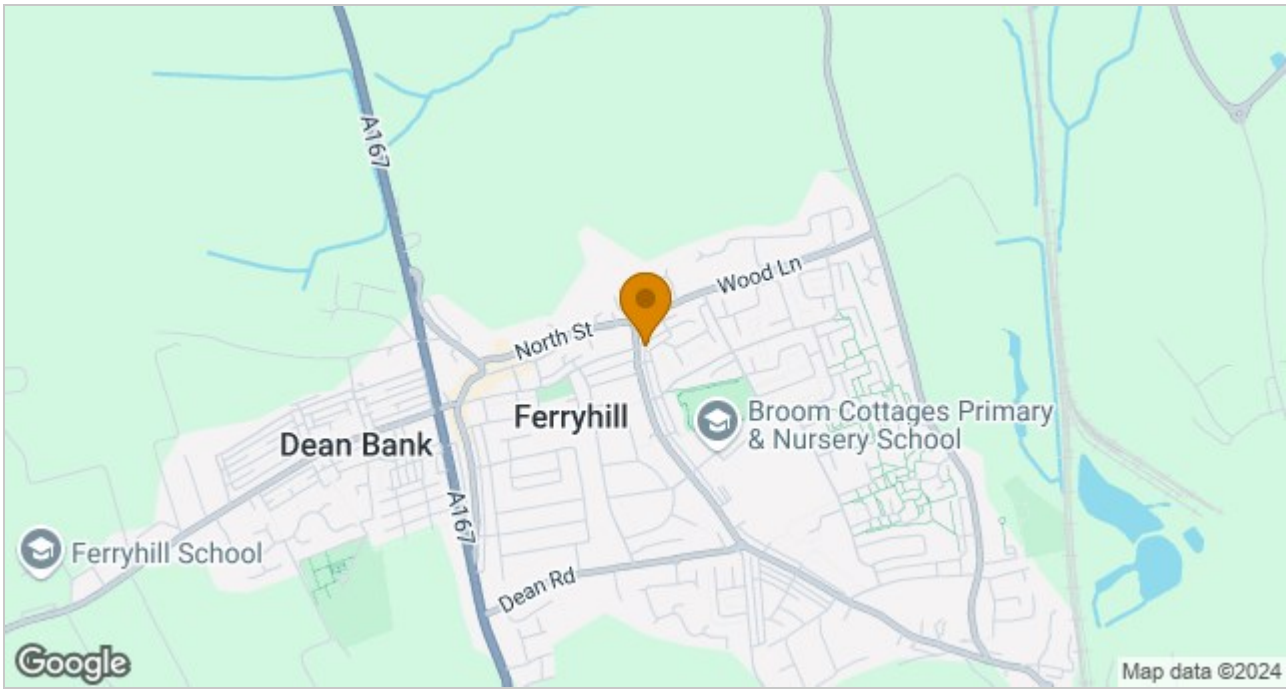 A167
Wood Ln
North St
Ferryhill
Broom Cottages Primary
& Nursery School
Dean Bank
A167
Ferryhill School
Dean Rd
Google
Map data ©2024